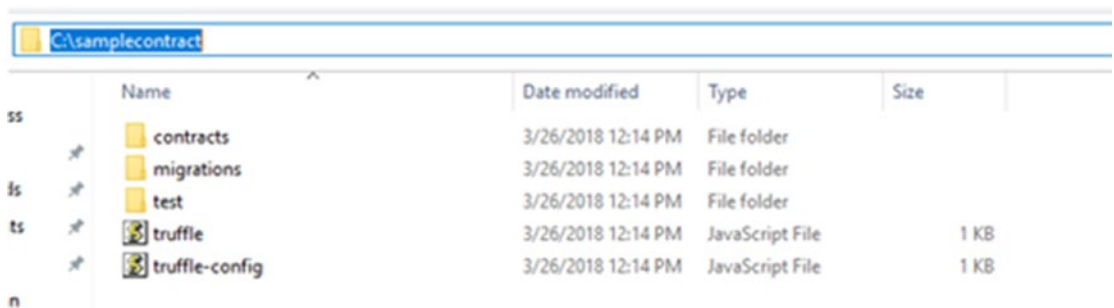 C:\samplecontract
Name Date modified Type Size
ss
contracts 3/26/2018 12:14 PM File folder
migrations 3/26/2018 12:14 PM File folder
ls
test 3/26/2018 12:14 PM File folder
ts
truffle 3/26/2018 12:14 PM JavaScript File 1 KB
truffle-config 3/26/2018 12:14 PM JavaScript File 1 KB
n